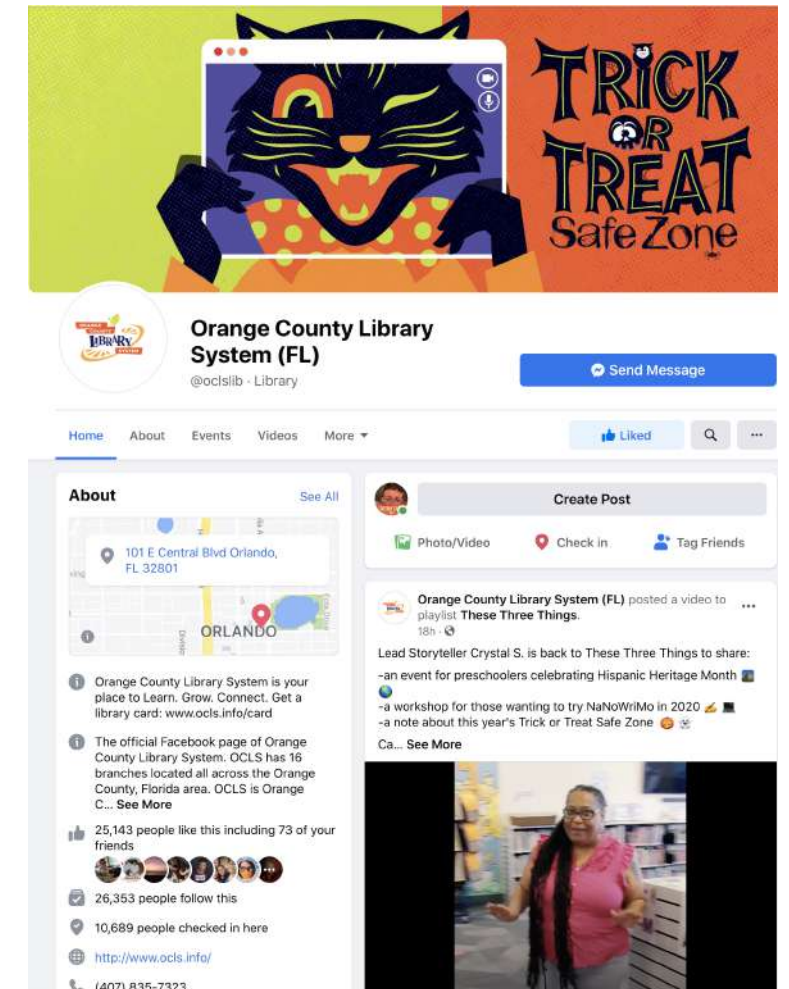 TRICK
OR
TREAT
Safe Zone
ORANGE
COUNTY
LIBRARY
SYSTEM
Orange County Library
System (FL)
@oclslib · Library
Send Message
Home
About
Events
Videos
More
Liked
About
See All
101 E Central Blvd Orlando,
FL 32801
ORLANDO
Orange County Library System is your
place to Learn. Grow. Connect. Get a
library card: www.ocls.info/card
The official Facebook page of Orange
County Library System. OCLS has 16
branches located all across the Orange
County, Florida area. OCLS is Orange
C... See More
25,143 people like this including 73 of your
friends
26,353 people follow this
10,689 people checked in here
http://www.ocls.info/
(407) 835-7323
Create Post
Photo/Video
Check in
Tag Friends
Orange County Library System (FL) posted a video to
playlist These Three Things.
18h ·
Lead Storyteller Crystal S. is back to These Three Things to share:
-an event for preschoolers celebrating Hispanic Heritage Month
-a workshop for those wanting to try NaNoWriMo in 2020
-a note about this year's Trick or Treat Safe Zone
Ca... See More